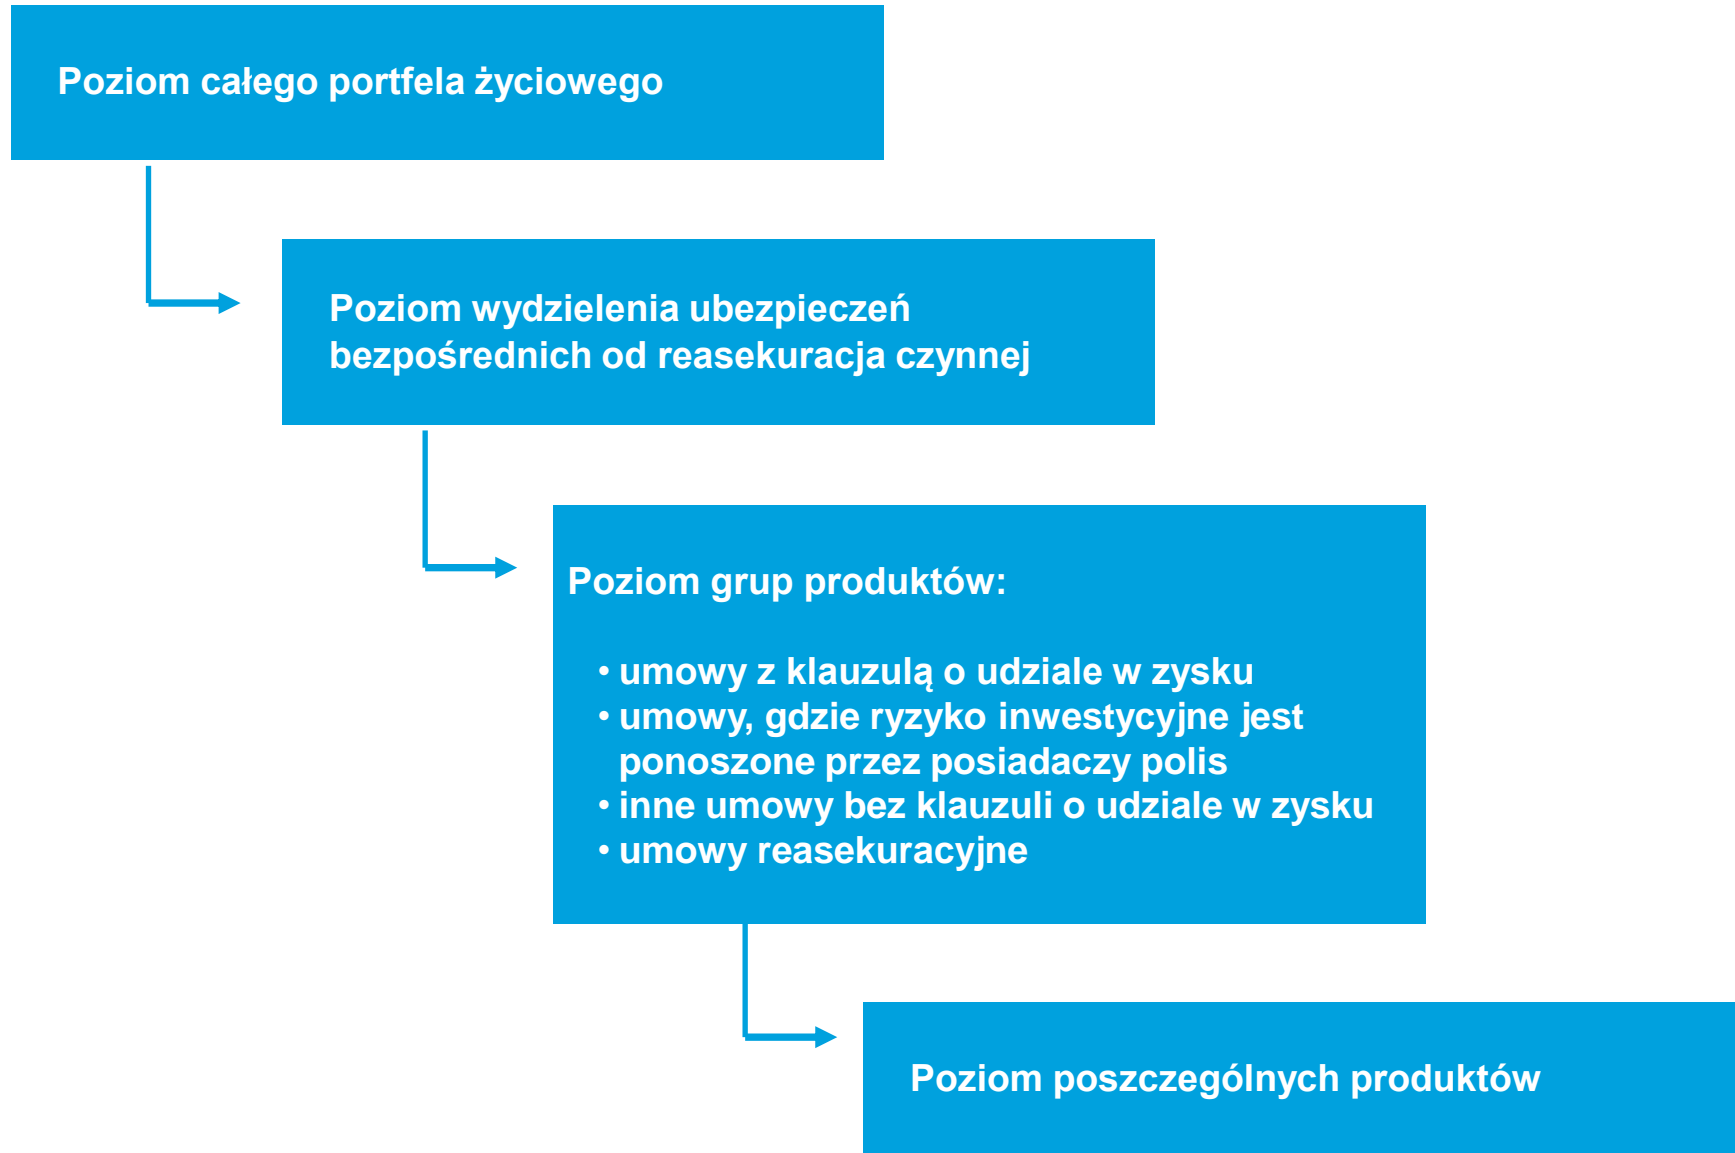 Poziom całego portfela życiowego
Poziom wydzielenia ubezpieczeń
bezpośrednich od reasekuracja czynnej
Poziom grup produktów:
• umowy z klauzulą o udziale w zysku
• umowy, gdzie ryzyko inwestycyjne jest
ponoszone przez posiadaczy polis
• inne umowy bez klauzuli o udziale w zysku
• umowy reasekuracyjne
Poziom poszczególnych produktów